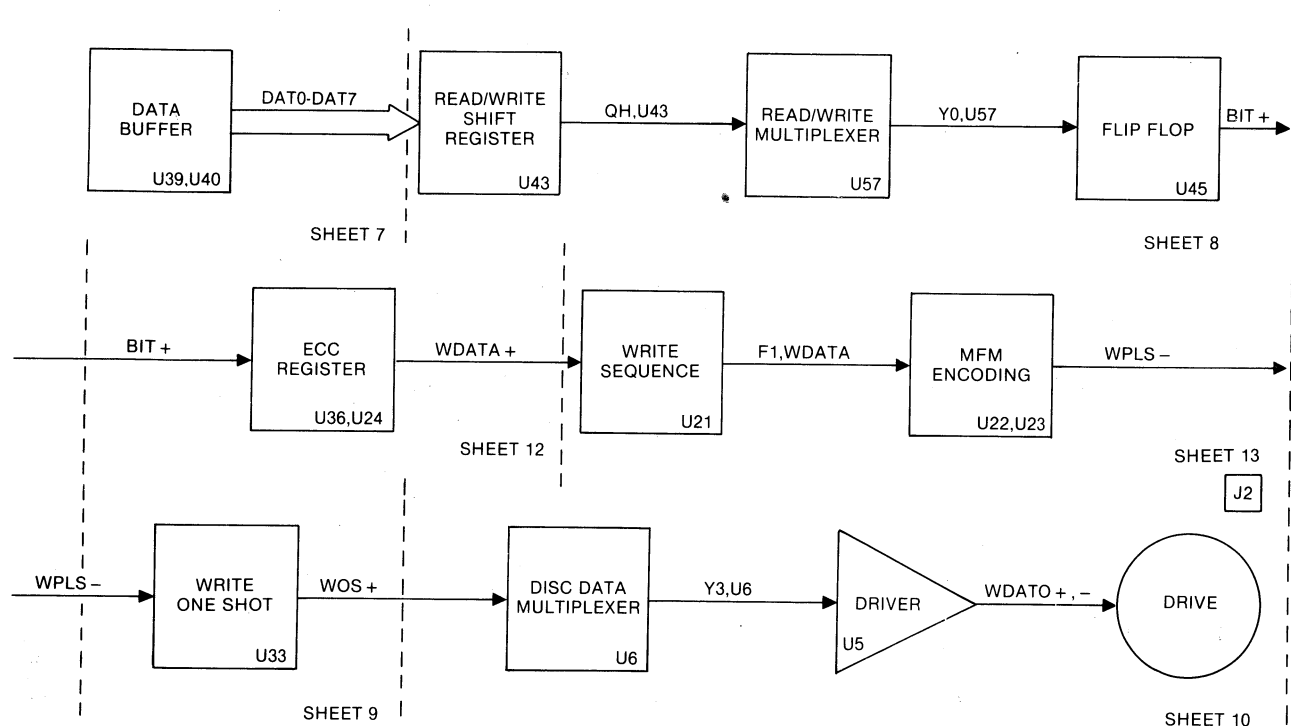 DATA
BUFFER
U39,U40
DAT0-DAT7
READ/WRITE
SHIFT
REGISTER
U43
QH,U43
READ/WRITE
MULTIPLEXER
U57
Y0,U57
FLIP FLOP
U45
BIT +
SHEET 7
SHEET 8
BIT +
ECC
REGISTER
U36,U24
WDATA +
WRITE
SEQUENCE
U21
F1,WDATA
MFM
ENCODING
U22,U23
WPLS –
SHEET 12
SHEET 13
J2
WPLS –
WRITE
ONE SHOT
U33
WOS +
DISC DATA
MULTIPLEXER
U6
Y3,U6
DRIVER
U5
WDATO + , –
DRIVE
SHEET 9
SHEET 10